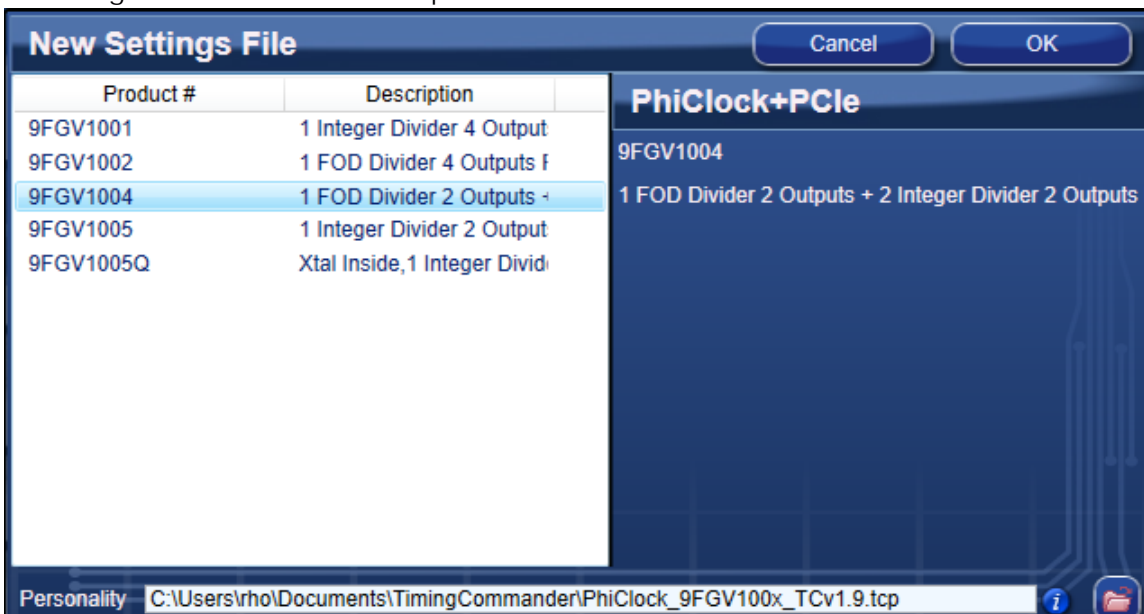 New Settings File
Cancel
OK
Product #
Description
9FGV1001
1 Integer Divider 4 Output
9FGV1002
1 FOD Divider 4 Outputs
9FGV1004
1 FOD Divider 2 Outputs
9FGV1005
1 Integer Divider 2 Output
9FGV1005Q
Xtal Inside,1 Integer
PhiClock+PCIe
9FGV1004
1 FOD Divider 2 Outputs + 2 Integer Divider 2 Outputs
Personality
C:\Users\rho\Documents\TimingCommander\PhiClock_9FGV100x_TCv1.9.tcp